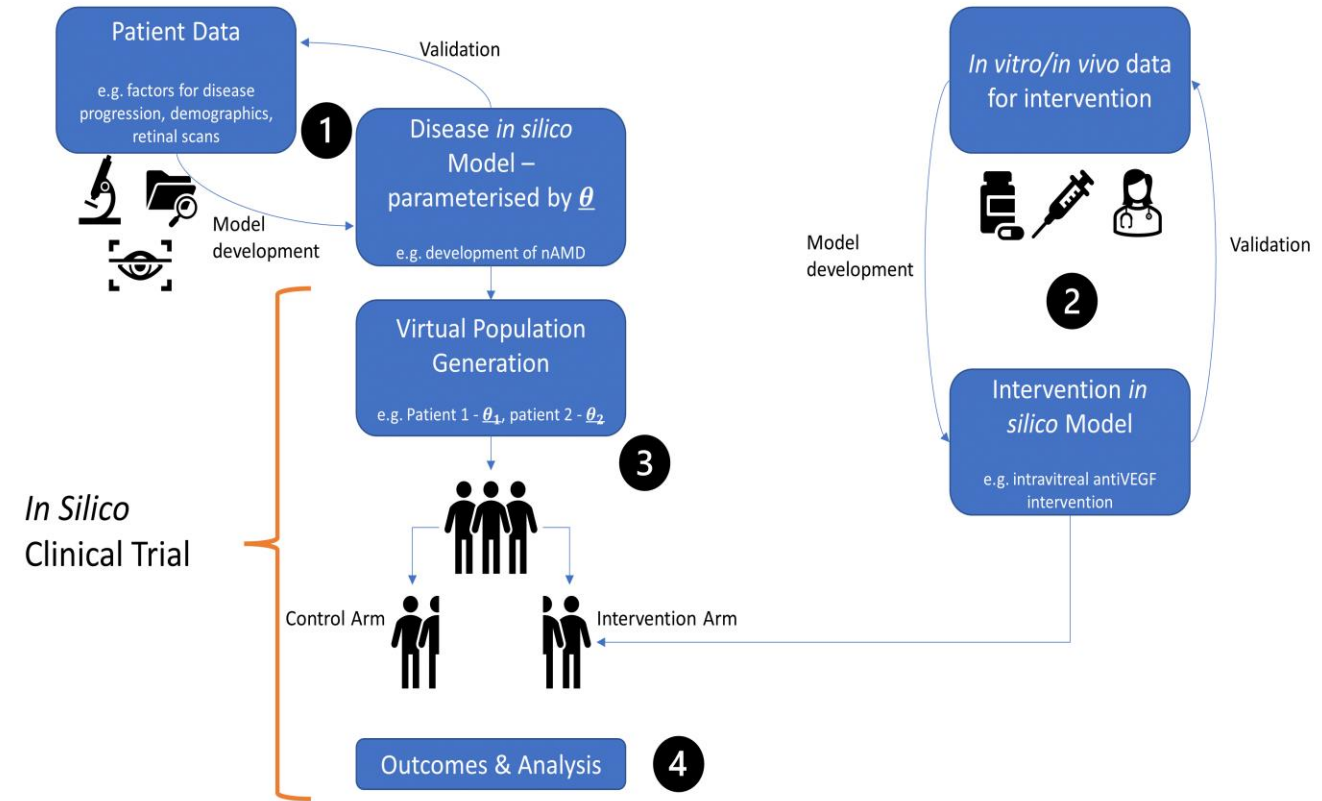 Patient Data
e.g. factors for disease
progression, demographics,
retinal scans
1
Validation
Model
development
Disease in silico
Model –
parameterised by θ
e.g. development of nAMD
In vitro/in vivo data
for intervention
Model
development
Validation
2
Intervention in
silico Model
e.g. intravitreal antiVEGF
intervention
Virtual Population
Generation
e.g. Patient 1 - θ1, patient 2 - θ2
3
In Silico
Clinical Trial
Control Arm
Intervention Arm
Outcomes & Analysis
4